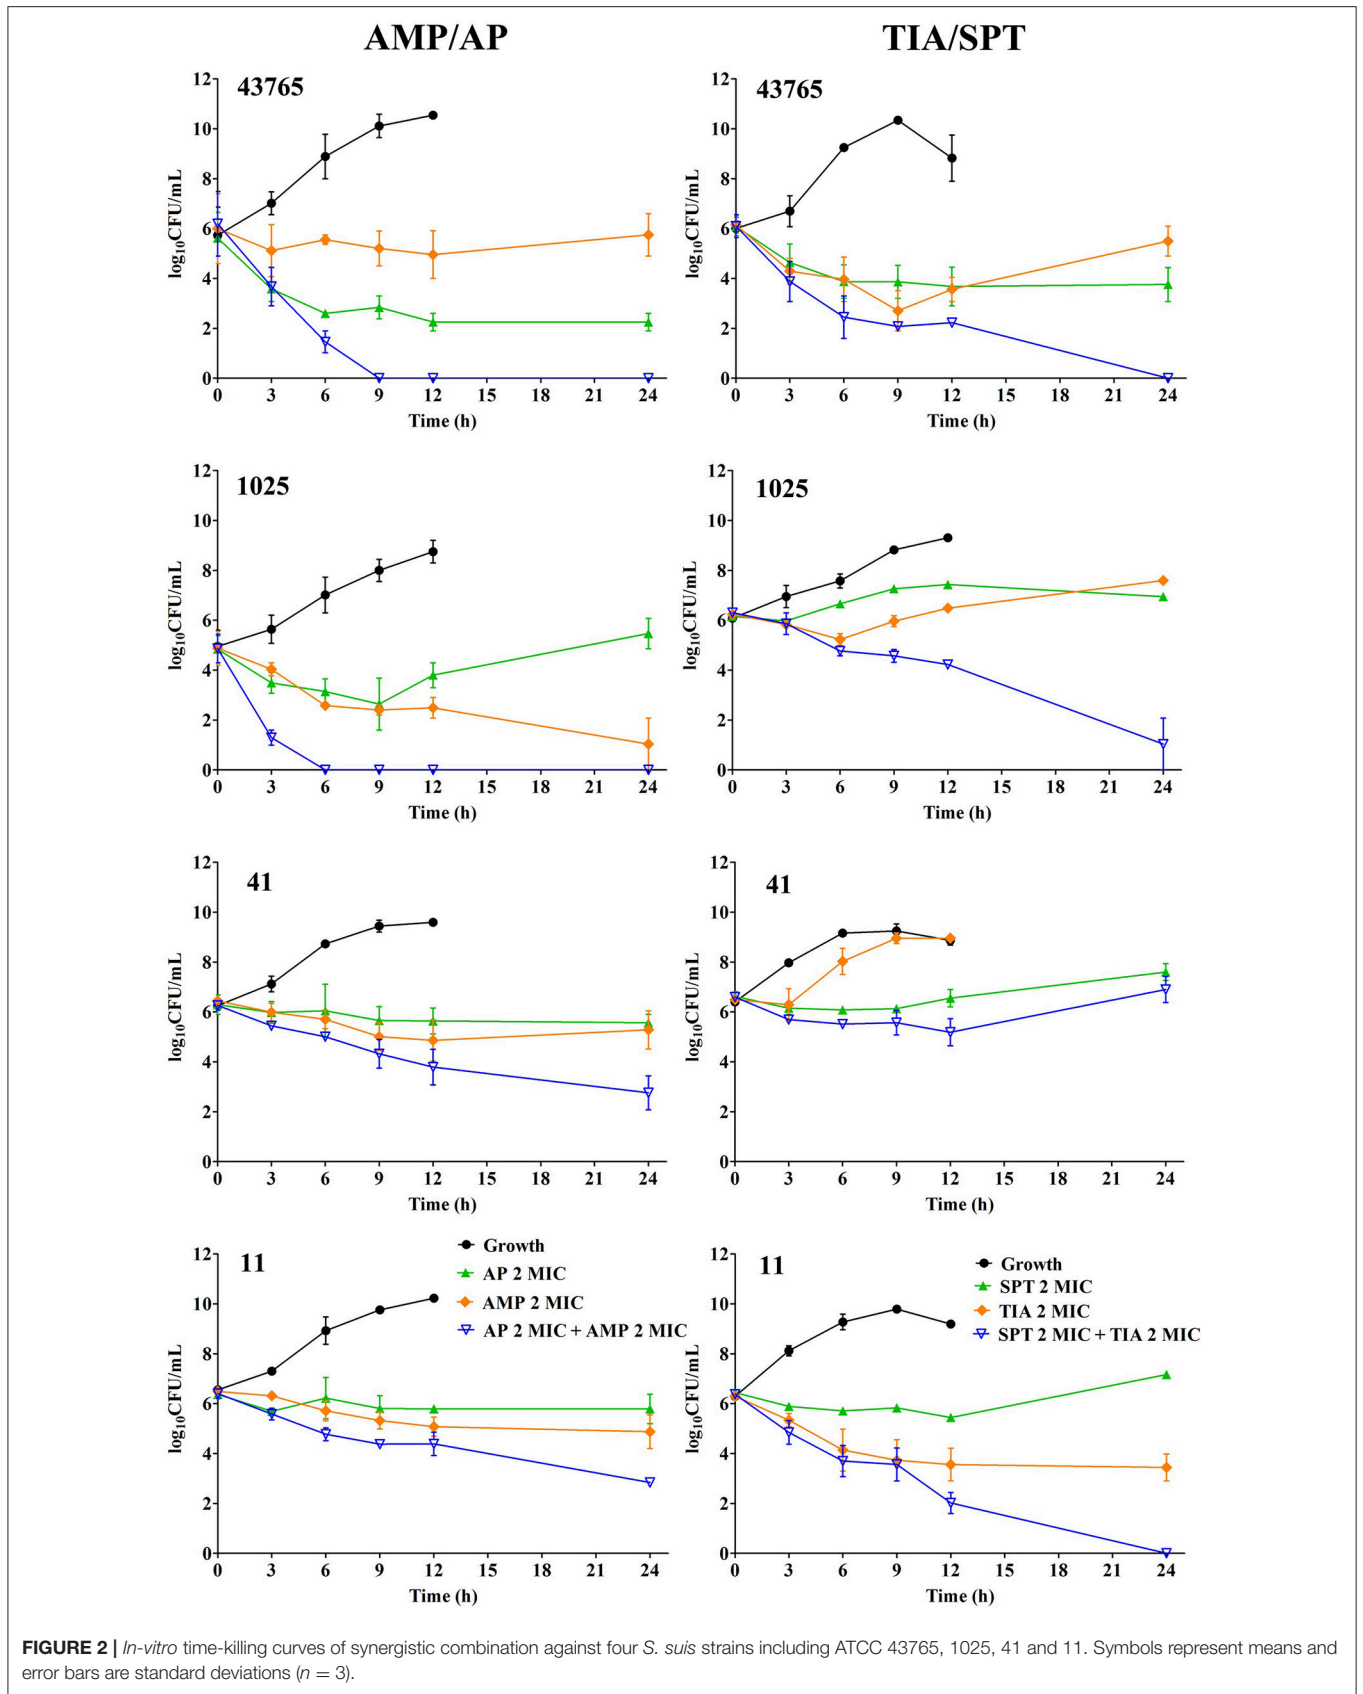 AMP/AP
TIA/SPT
43765
12
10
8
6
4
2
0
log10CFU/mL
0 3 6 9 12 15 18 21 24
Time (h)
43765
12
10
8
6
4
2
0
log10CFU/mL
0 3 6 9 12 15 18 21 24
Time (h)
1025
12
10
8
6
4
2
0
log10CFU/mL
0 3 6 9 12 15 18 21 24
Time (h)
1025
12
10
8
6
4
2
0
log10CFU/mL
0 3 6 9 12 15 18 21 24
Time (h)
41
12
10
8
6
4
2
0
log10CFU/mL
0 3 6 9 12 15 18 21 24
Time (h)
41
12
10
8
6
4
2
0
log10CFU/mL
0 3 6 9 12 15 18 21 24
Time (h)
11
Growth
AP 2 MIC
AMP 2 MIC
AP 2 MIC + AMP 2 MIC
12
10
8
6
4
2
0
log10CFU/mL
0 3 6 9 12 15 18 21 24
Time (h)
11
Growth
SPT 2 MIC
TIA 2 MIC
SPT 2 MIC + TIA 2 MIC
12
10
8
6
4
2
0
log10CFU/mL
0 3 6 9 12 15 18 21 24
Time (h)
FIGURE 2 | In-vitro time-killing curves of synergistic combination against four S. suis strains including ATCC 43765, 1025, 41 and 11. Symbols represent means and
error bars are standard deviations (n = 3).